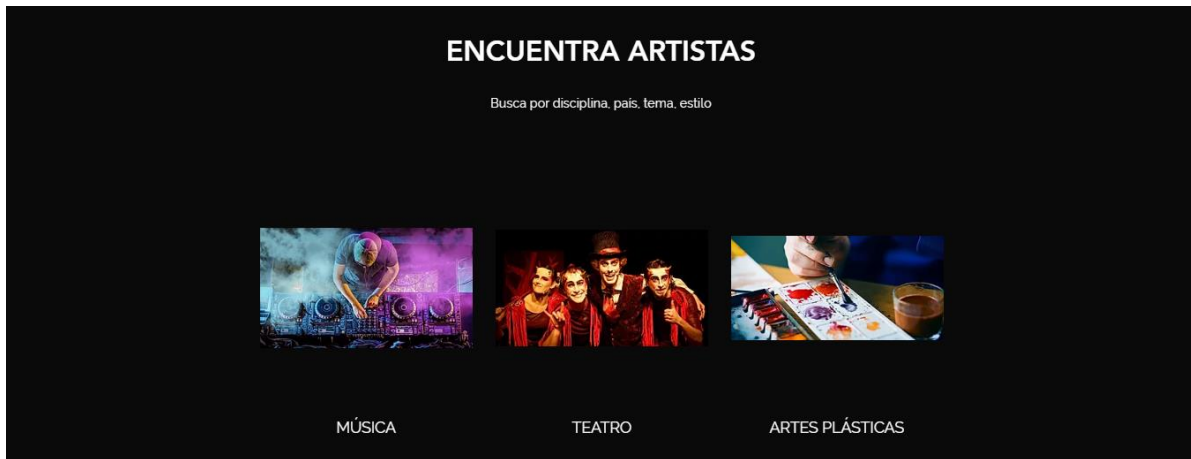 ENCUENTRA ARTISTAS
Busca por disciplina, país, tema, estilo
MÚSICA
TEATRO
ARTES PLÁSTICAS